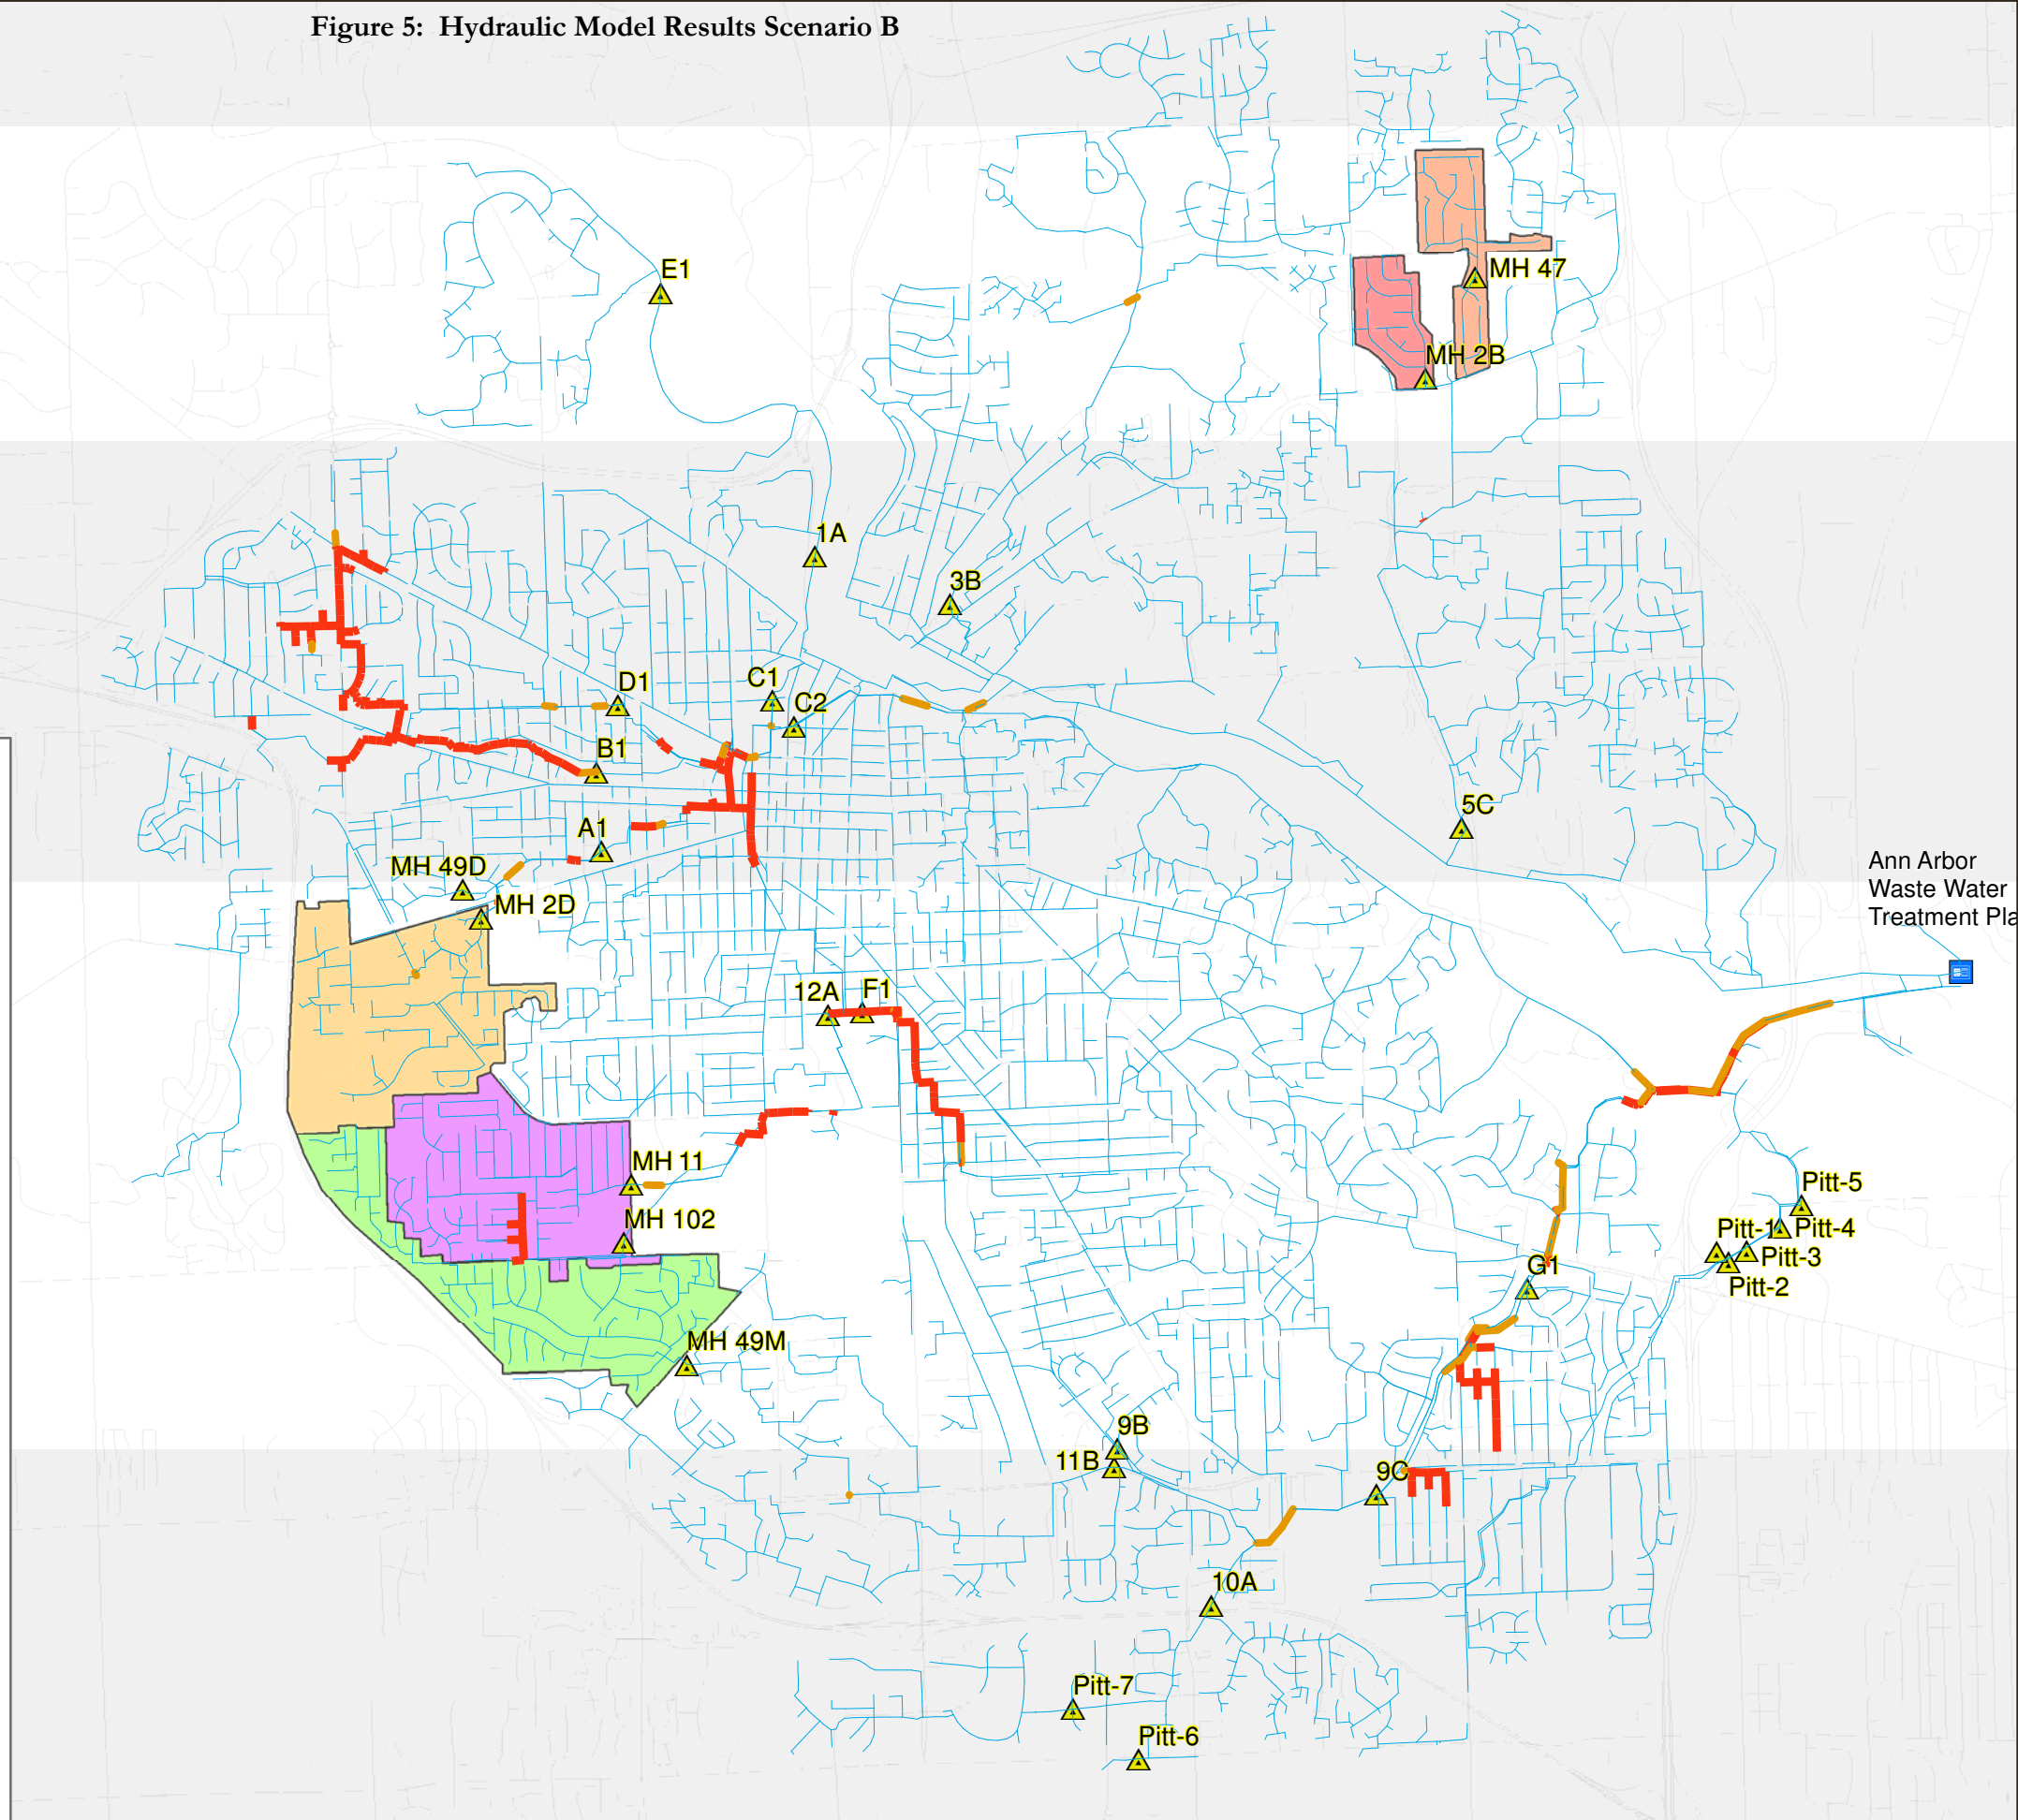 Figure 5: Hydraulic Model Results Scenario B
E1
MH 47
MH 2B
1A
3B
D1
C1
C2
B1
5C
A1
MH 49D
MH 2D
Ann Arbor
Waste Water
Treatment Pla
12A
F1
MH 11
MH 102
Pitt-5
Pitt-1
Pitt-4
Pitt-3
Pitt-2
G1
MH 49M
9B
11B
9C
10A
Pitt-7
Pitt-6